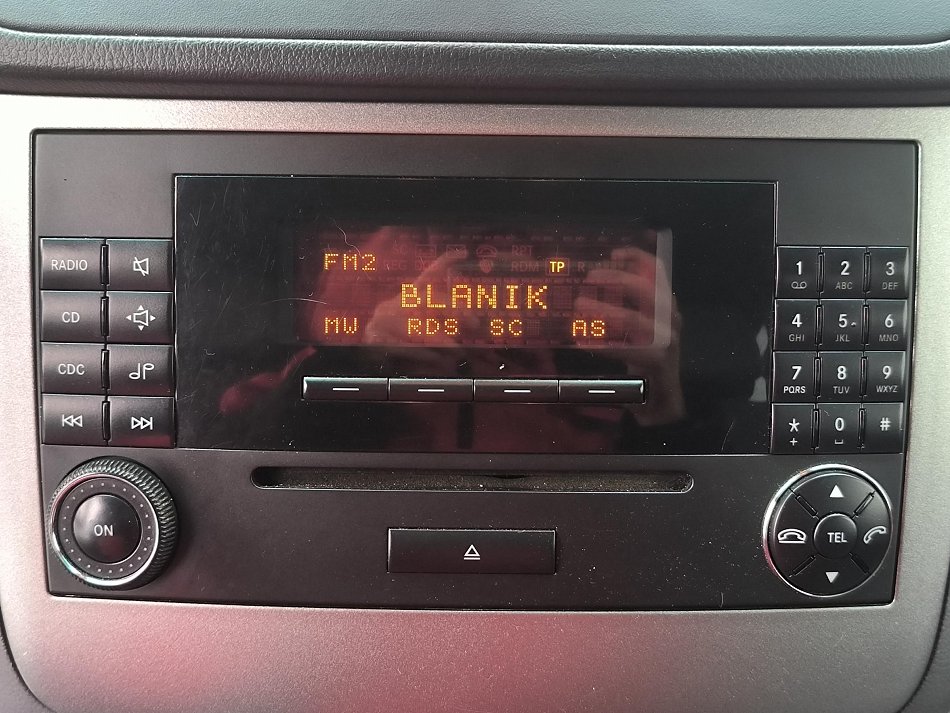 FM2 TP
BLANIK
MW RDS SC AS
RADIO
CD
CDC
ON
1 2 3
ABC DEF
4 5 6
GHI JKL MNO
7 8 9
PQRS TUV WXYZ
* 0 #
+
TEL